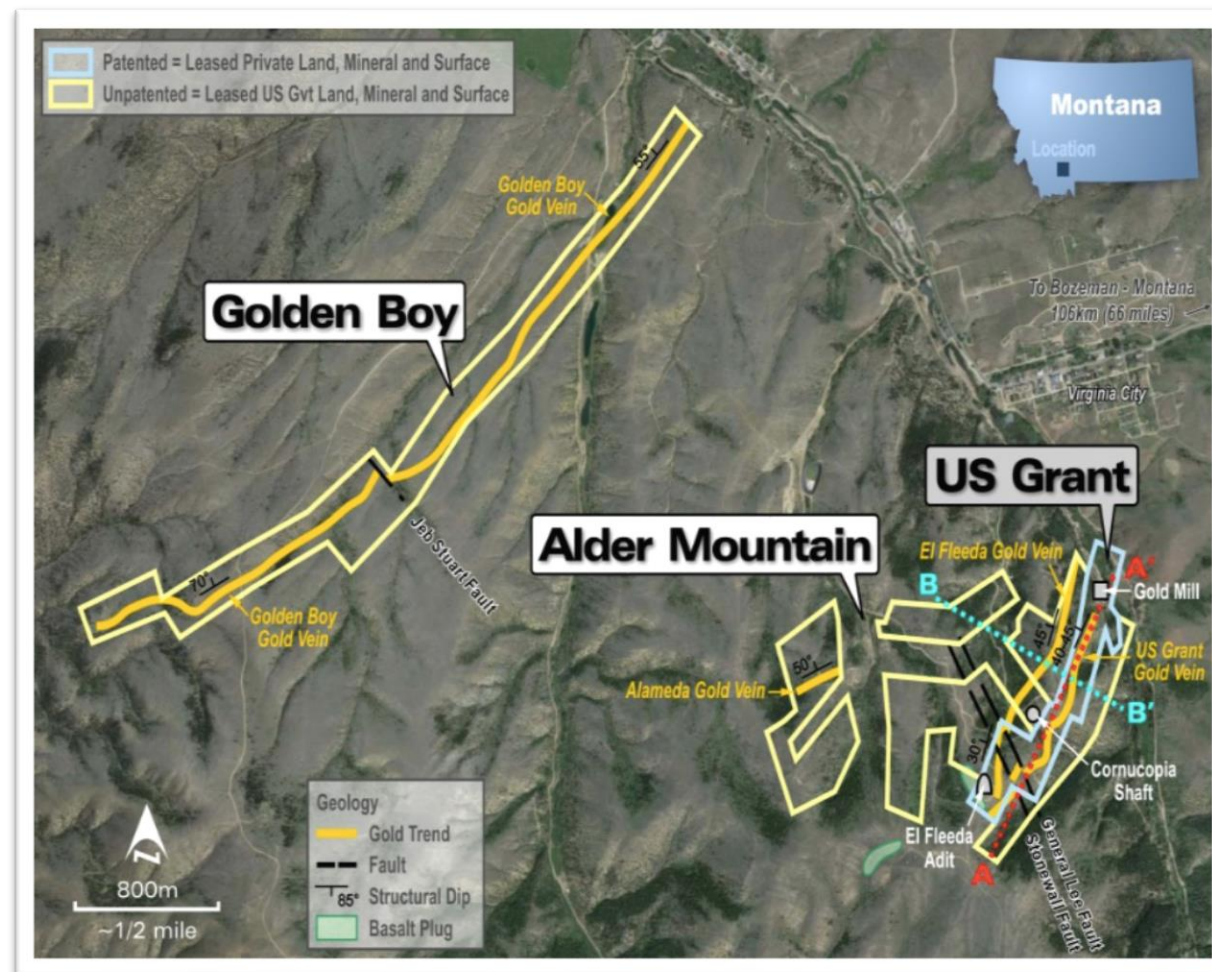 Patented = Leased Private Land, Mineral and Surface
Unpatented = Leased US Gvt Land, Mineral and Surface
Montana
Location
55°
Golden Boy
Gold Vein
Golden Boy
To Bozeman - Montana
106km (66 miles)
Virginia City
US Grant
Alder Mountain
El Fleeda Gold Vein
B
A'
Gold Mill
Jeb Stuart Fault
70°
Golden Boy
Gold Vein
45°
40-45°
US Grant
Gold Vein
50°
Alameda Gold Vein
B'
30°
Cornucopia
Shaft
El Fleeda
Adit
A
General Lee Fault
Stonewall Fault
Geology
Gold Trend
Fault
85° Structural Dip
Basalt Plug
N
800m
~1/2 mile